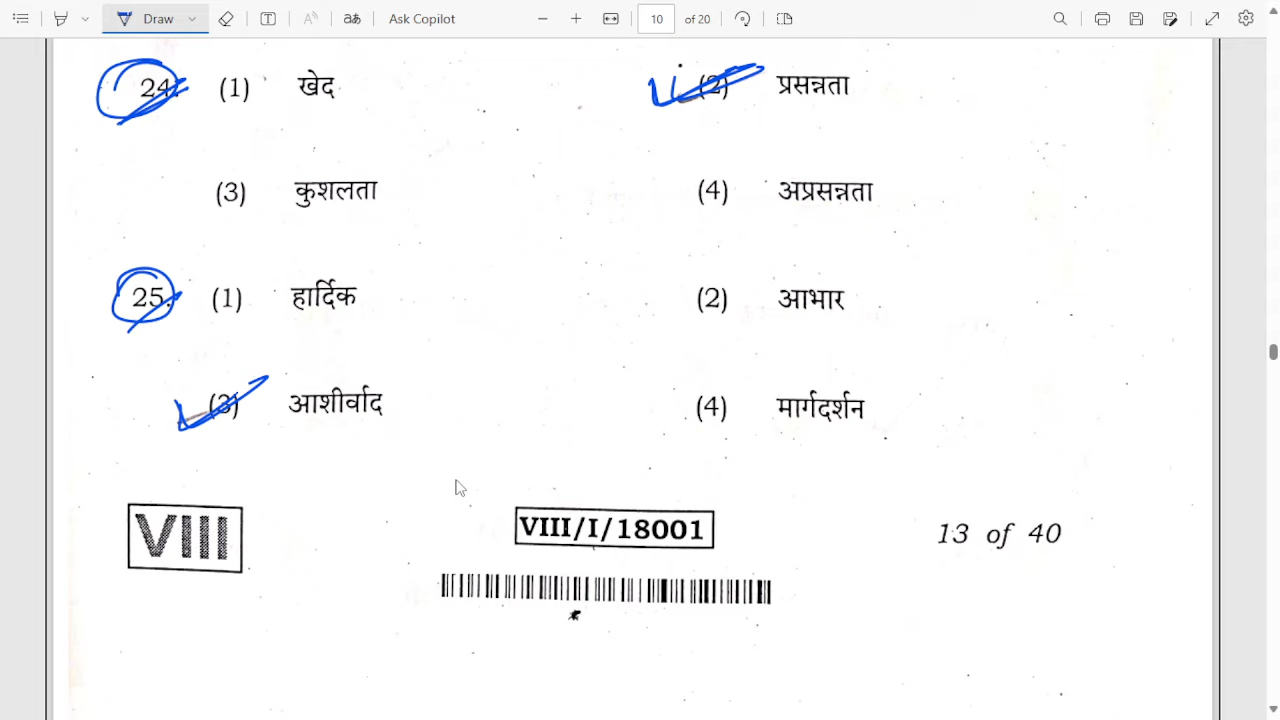 Draw
Ask Copilot
10 of 20
24. (1) खेद (2) प्रसन्नता
(3) कुशलता (4) अप्रसन्नता
25. (1) हार्दिक (2) आभार
(3) आशीर्वाद (4) मार्गदर्शन
VIII VIII/I/18001 13 of 40